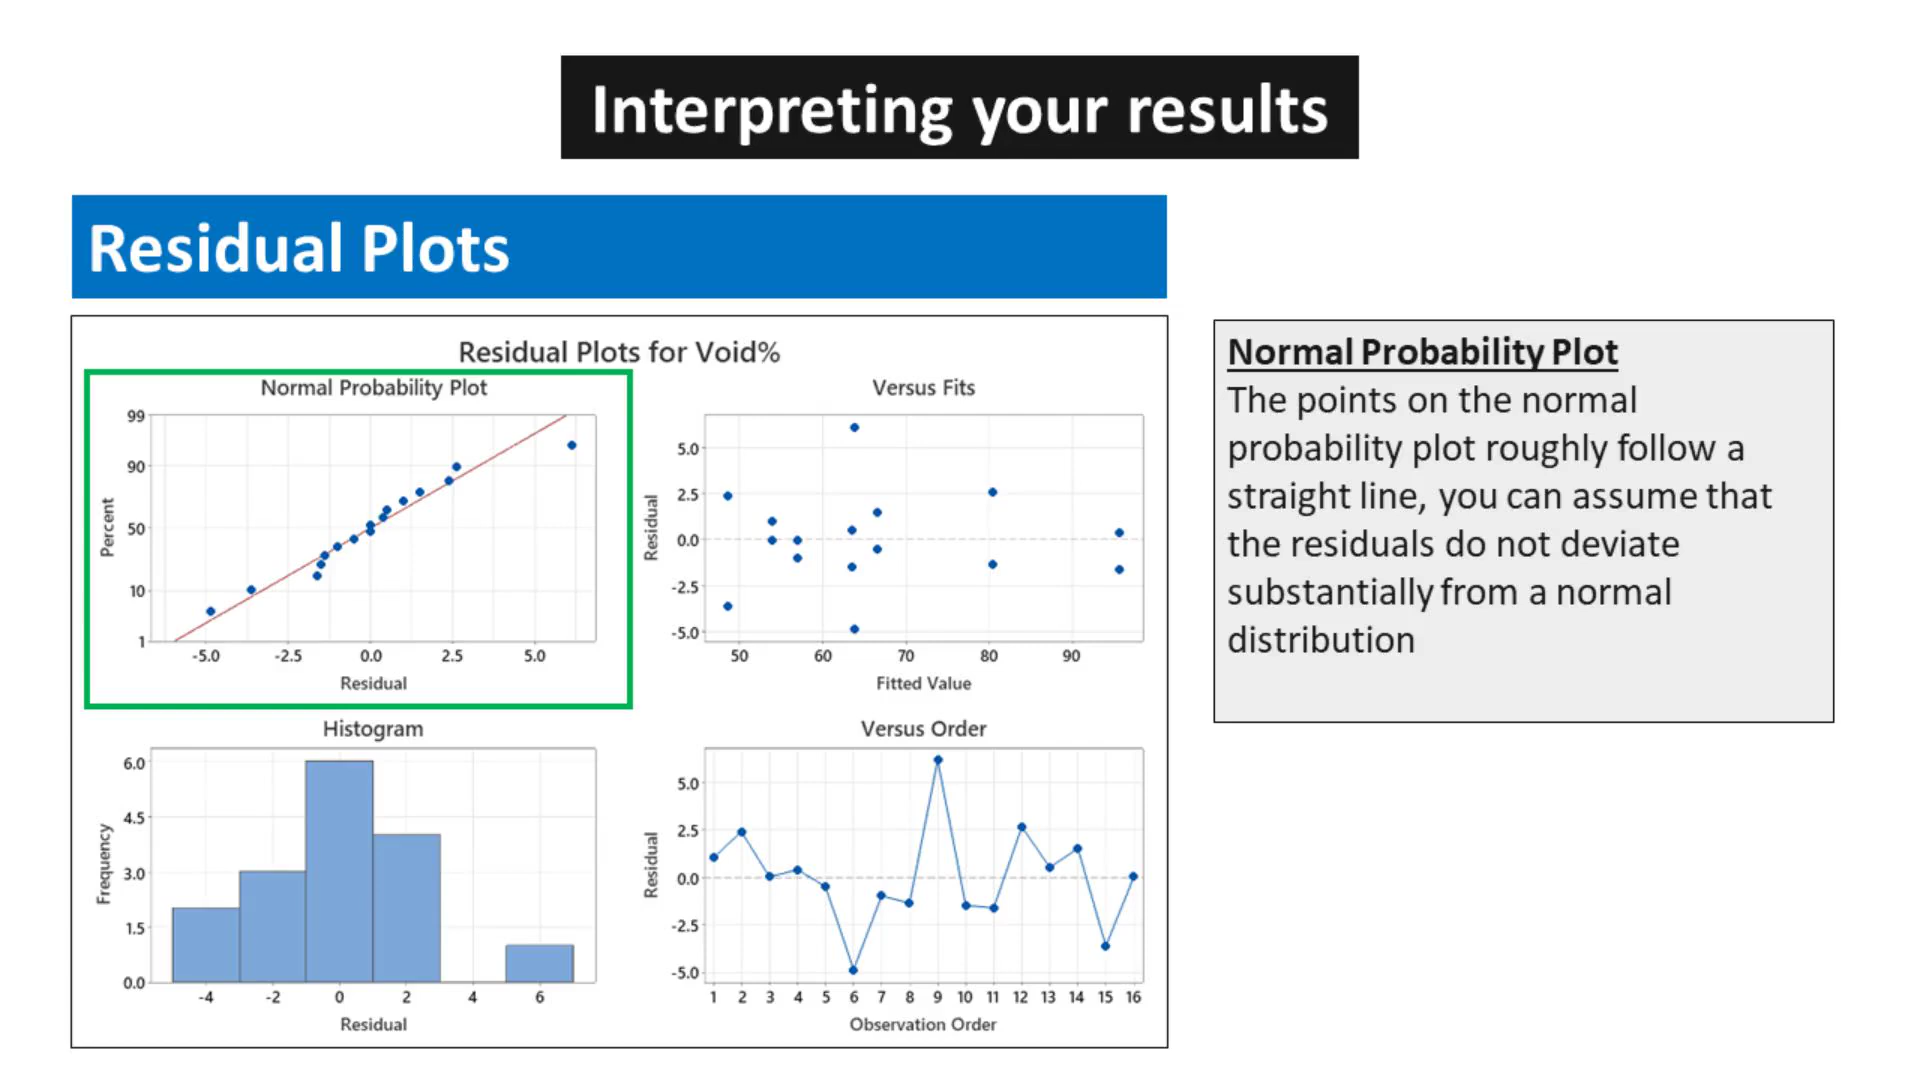 Interpreting your results
Residual Plots
Residual Plots for Void%
Normal Probability Plot
99
90
50
10
1
Percent
-5.0 -2.5 0.0 2.5 5.0
Residual
Versus Fits
5.0
2.5
0.0
-2.5
-5.0
Residual
50 60 70 80 90
Fitted Value
Histogram
6.0
4.5
3.0
1.5
0.0
Frequency
-4 -2 0 2 4 6
Residual
Versus Order
5.0
2.5
0.0
-2.5
-5.0
Residual
1 2 3 4 5 6 7 8 9 10 11 12 13 14 15 16
Observation Order
Normal Probability Plot
The points on the normal
probability plot roughly follow a
straight line, you can assume that
the residuals do not deviate
substantially from a normal
distribution